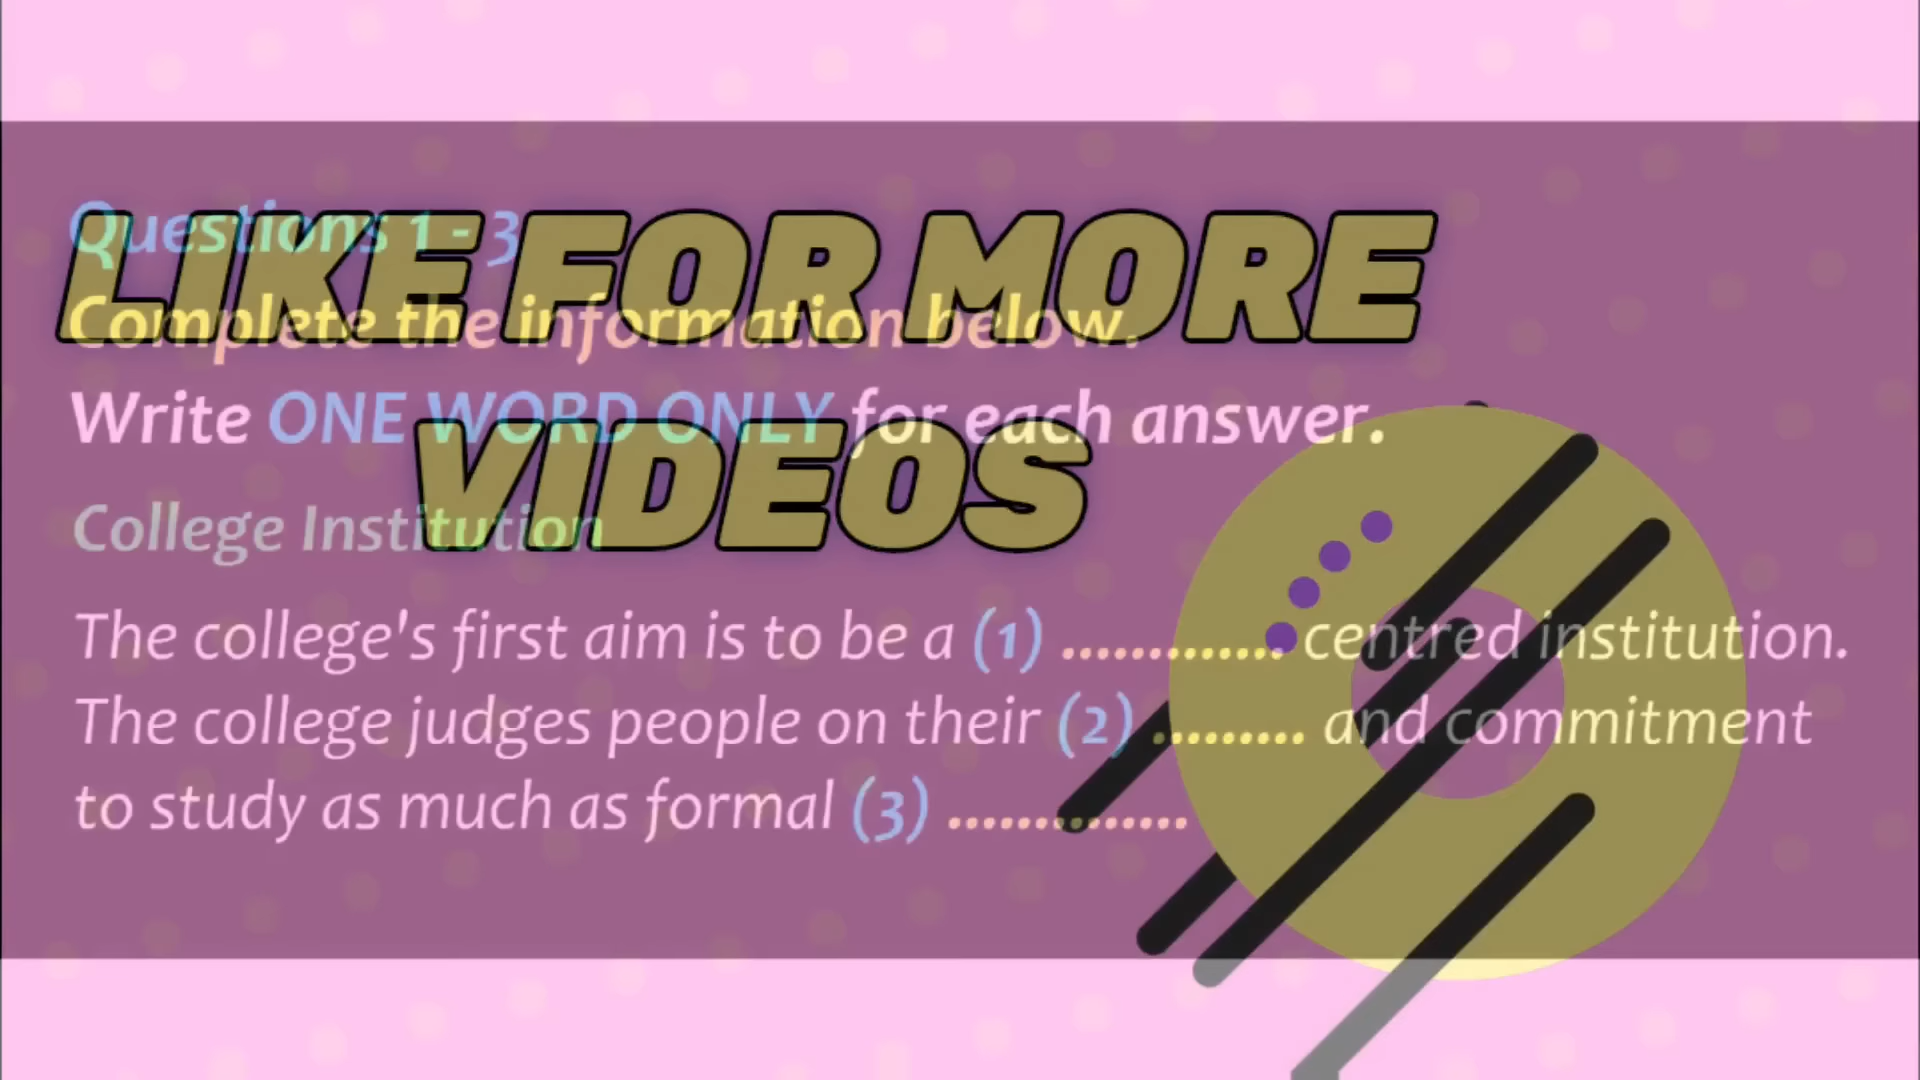 LIKE FOR MORE
VIDEOS
Questions 1 - 3
Complete the information below.
Write ONE WORD ONLY for each answer.
College Institution
The college's first aim is to be a (1) ............. centred institution.
The college judges people on their (2) ......... and commitment
to study as much as formal (3) ..............